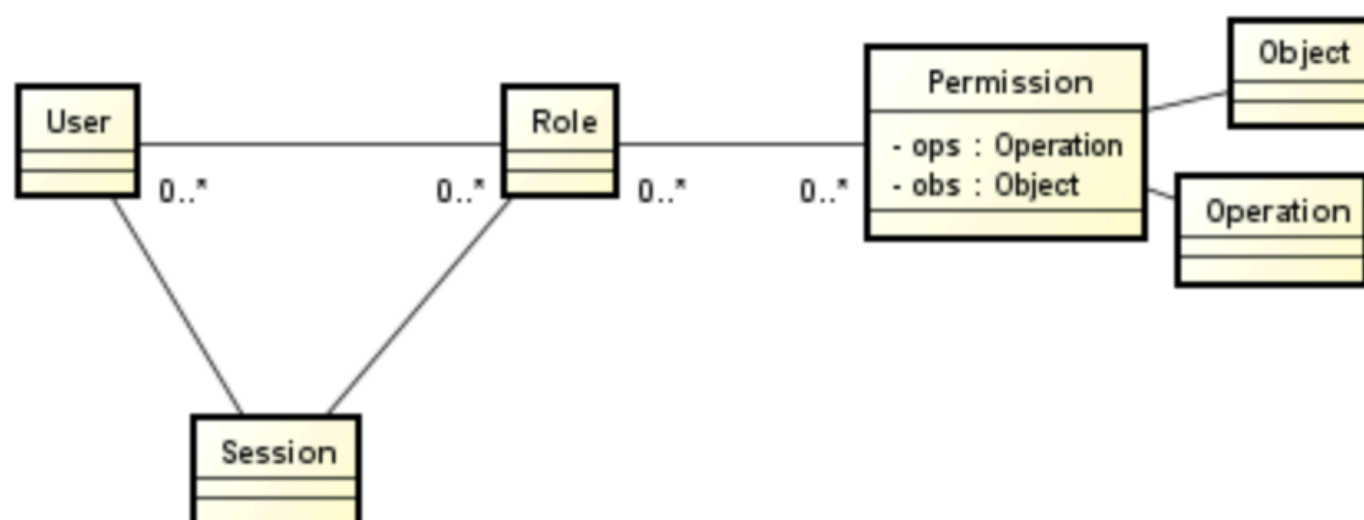 Object
Permission
User
Role
- ops : Operation
- obs : Object
0..*
0..*
0..*
0..*
Operation
Session